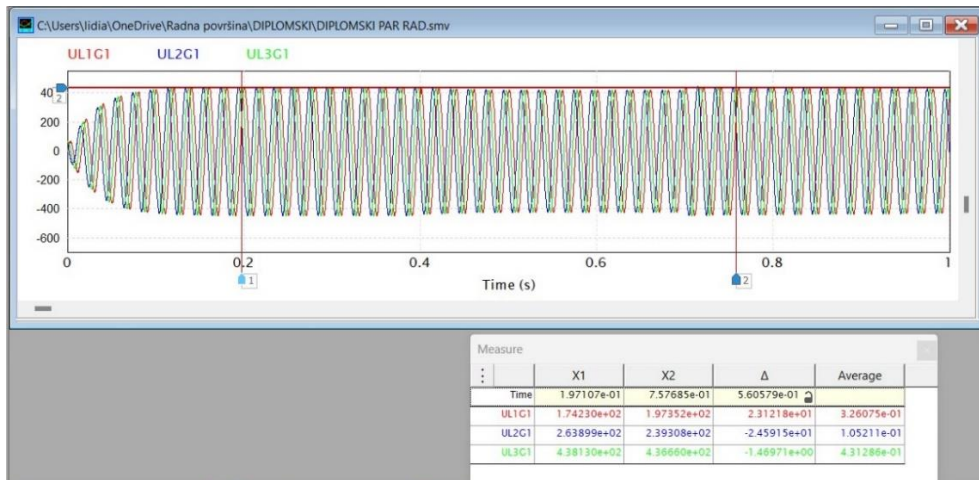 C:\Users\lidia\OneDrive\Radna površina\DIPLOMSKI\DIPLOMSKI PAR RAD.smv
UL1G1 UL2G1 UL3G1
400
2
200
0
-200
-400
-600
0 0.2 0.4 0.6 0.8 1
1 2
Time (s)
Measure
X1 X2 Δ Average
Time 1.97107e-01 7.57685e-01 5.60579e-01
UL1G1 1.74230e+02 1.97352e+02 2.31218e+01 3.26075e-01
UL2G1 2.63899e+02 2.39308e+02 -2.45915e+01 1.05211e-01
UL3G1 4.38130e+02 4.36660e+02 -1.46971e+00 4.31286e-01